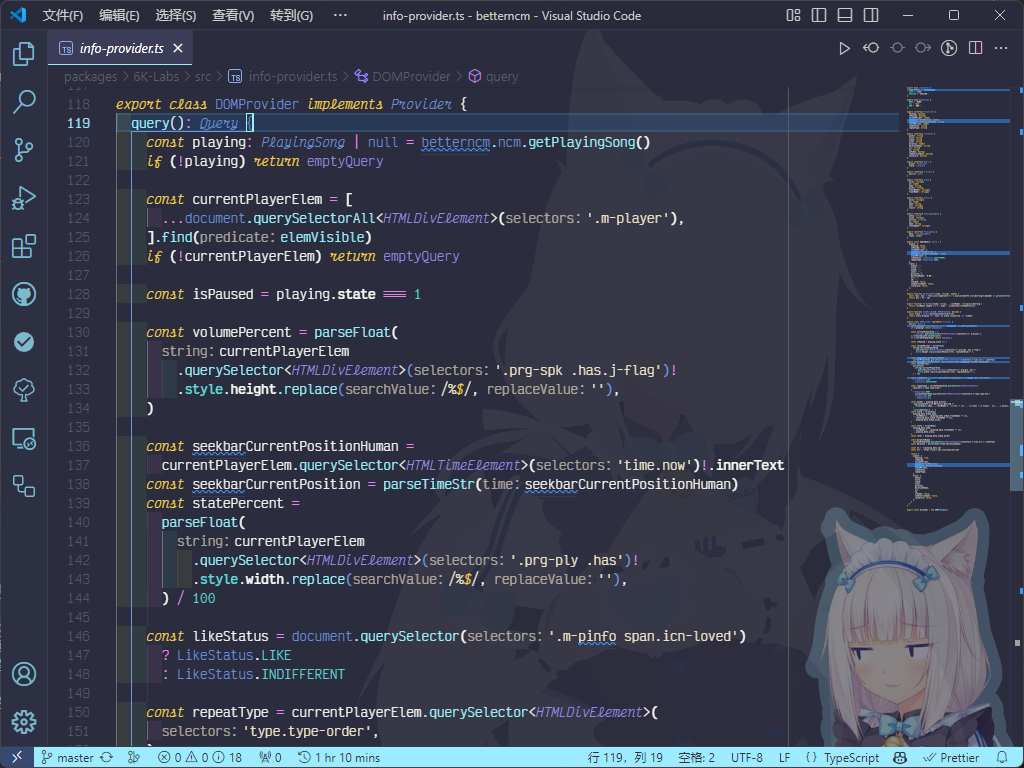 文件(F) 编辑(E) 选择(S) 查看(V) 转到(G) ··· info-provider.ts - betterncm - Visual Studio Code
TS info-provider.ts
packages > 6K-Labs > src > TS info-provider.ts > DOMProvider > query
118 export class DOMProvider implements Provider {
119 query(): Query {
120 const playing: PlayingSong | null = betterncm.ncm.getPlayingSong()
121 if (!playing) return emptyQuery
122
123 const currentPlayerElem = [
124 ...document.querySelectorAll<HTMLDivElement>(selectors: '.m-player'),
125 ].find(predicate: elemVisible)
126 if (!currentPlayerElem) return emptyQuery
127
128 const isPaused = playing.state === 1
129
130 const volumePercent = parseFloat(
131 string: currentPlayerElem
132 .querySelector<HTMLDivElement>(selectors: '.prg-spk .has.j-flag')!
133 .style.height.replace(searchValue: /%$/, replaceValue: ''),
134 )
135
136 const seekbarCurrentPositionHuman =
137 currentPlayerElem.querySelector<HTMLTimeElement>(selectors: 'time.now')!.innerText
138 const seekbarCurrentPosition = parseTimeStr(time: seekbarCurrentPositionHuman)
139 const statePercent =
140 parseFloat(
141 string: currentPlayerElem
142 .querySelector<HTMLDivElement>(selectors: '.prg-ply .has')!
143 .style.width.replace(searchValue: /%$/, replaceValue: ''),
144 ) / 100
145
146 const likeStatus = document.querySelector(selectors: '.m-pinfo span.icn-loved')
147 ? LikeStatus.LIKE
148 : LikeStatus.INDIFFERENT
149
150 const repeatType = currentPlayerElem.querySelector<HTMLDivElement>(
151 selectors: 'type.type-order',
master 0 0 18 0 1 hr 10 mins 行 119，列 19 空格: 2 UTF-8 LF { } TypeScript Prettier